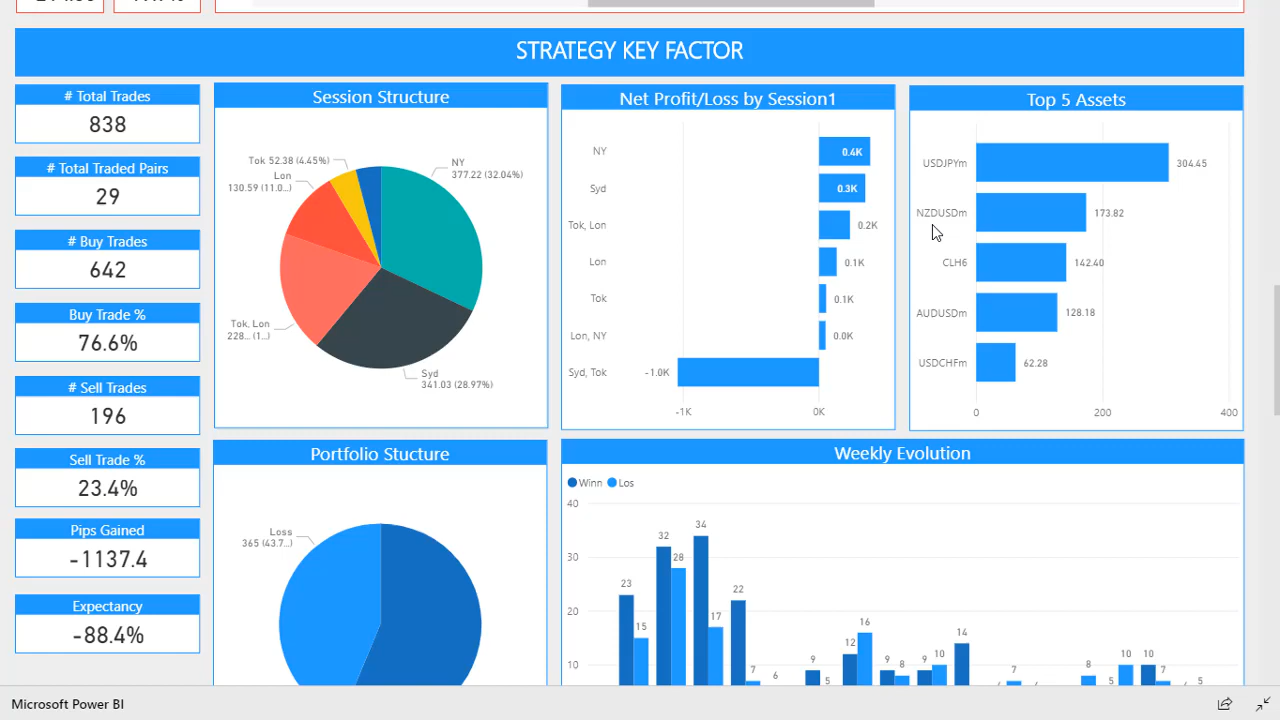 STRATEGY KEY FACTOR
# Total Trades
838
# Total Traded Pairs
29
# Buy Trades
642
Buy Trade %
76.6%
# Sell Trades
196
Sell Trade %
23.4%
Pips Gained
-1137.4
Expectancy
-88.4%
Session Structure
Tok 52.38 (4.45%)
Lon
130.59 (11.0...)
NY
377.22 (32.04%)
Tok, Lon
228... (1...)
Syd
341.03 (28.97%)
Net Profit/Loss by Session1
NY 0.4K
Syd 0.3K
Tok, Lon 0.2K
Lon 0.1K
Tok 0.1K
Lon, NY 0.0K
Syd, Tok -1.0K
-1K 0K
Top 5 Assets
USDJPYm 304.45
NZDUSDm 173.82
CLH6 142.40
AUDUSDm 128.18
USDCHFm 62.28
0 200 400
Portfolio Stucture
Loss
365 (43.7...)
Weekly Evolution
Winn Los
40
34
32
30
28
23
22
20
17
16
15
14
12
10 9 7 6 9 5 9 8 9 10 7 8 5 10 10 7 5
Microsoft Power BI